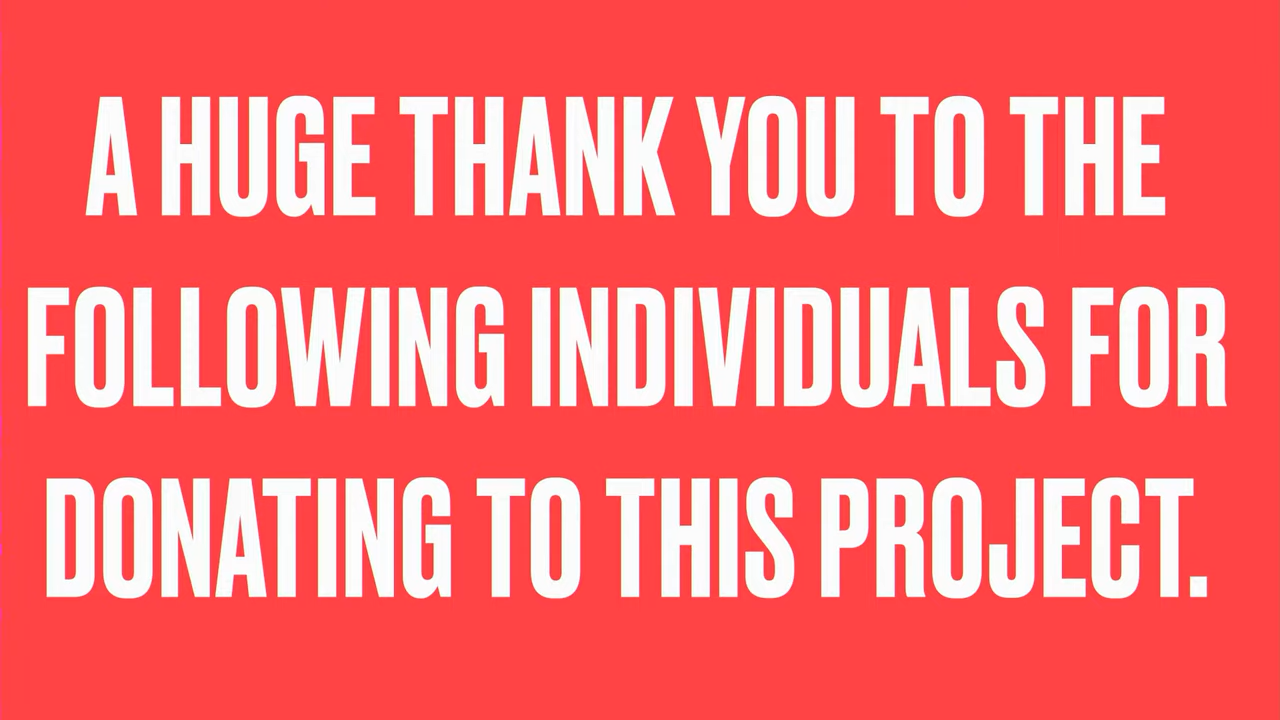 A HUGE THANK YOU TO THE
FOLLOWING INDIVIDUALS FOR
DONATING TO THIS PROJECT.